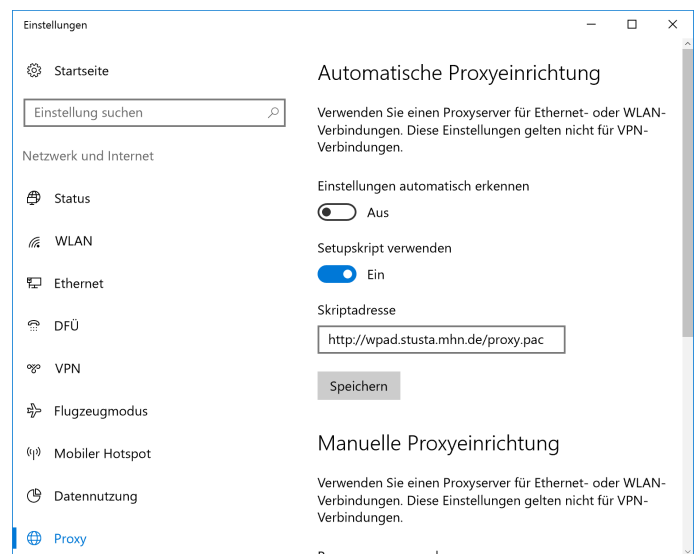 Einstellungen
Startseite
Einstellung suchen
Netzwerk und Internet
Status
WLAN
Ethernet
DFÜ
VPN
Flugzeugmodus
Mobiler Hotspot
Datennutzung
Proxy
Automatische Proxyeinrichtung
Verwenden Sie einen Proxyserver für Ethernet- oder WLAN-
Verbindungen. Diese Einstellungen gelten nicht für VPN-
Verbindungen.
Einstellungen automatisch erkennen
Aus
Setupskript verwenden
Ein
Skriptadresse
http://wpad.stusta.mhn.de/proxy.pac
Speichern
Manuelle Proxyeinrichtung
Verwenden Sie einen Proxyserver für Ethernet- oder WLAN-
Verbindungen. Diese Einstellungen gelten nicht für VPN-
Verbindungen.